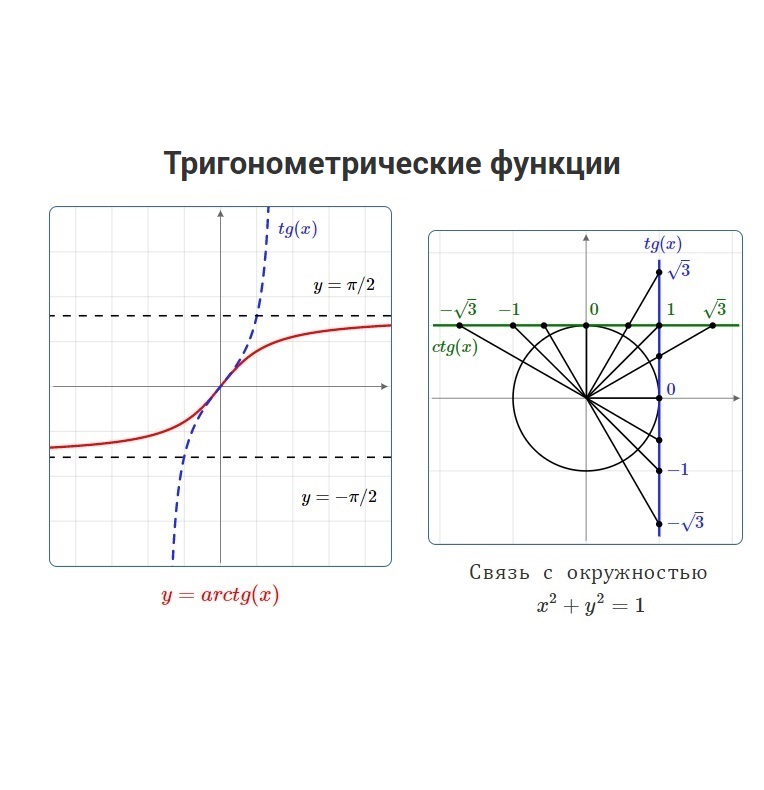 Тригонометрические функции
tg(x)
y = π/2
y = −π/2
y = arctg(x)
tg(x)
√3
−√3 −1 0 1 √3
ctg(x)
0
−1
−√3
Связь с окружностью
x² + y² = 1